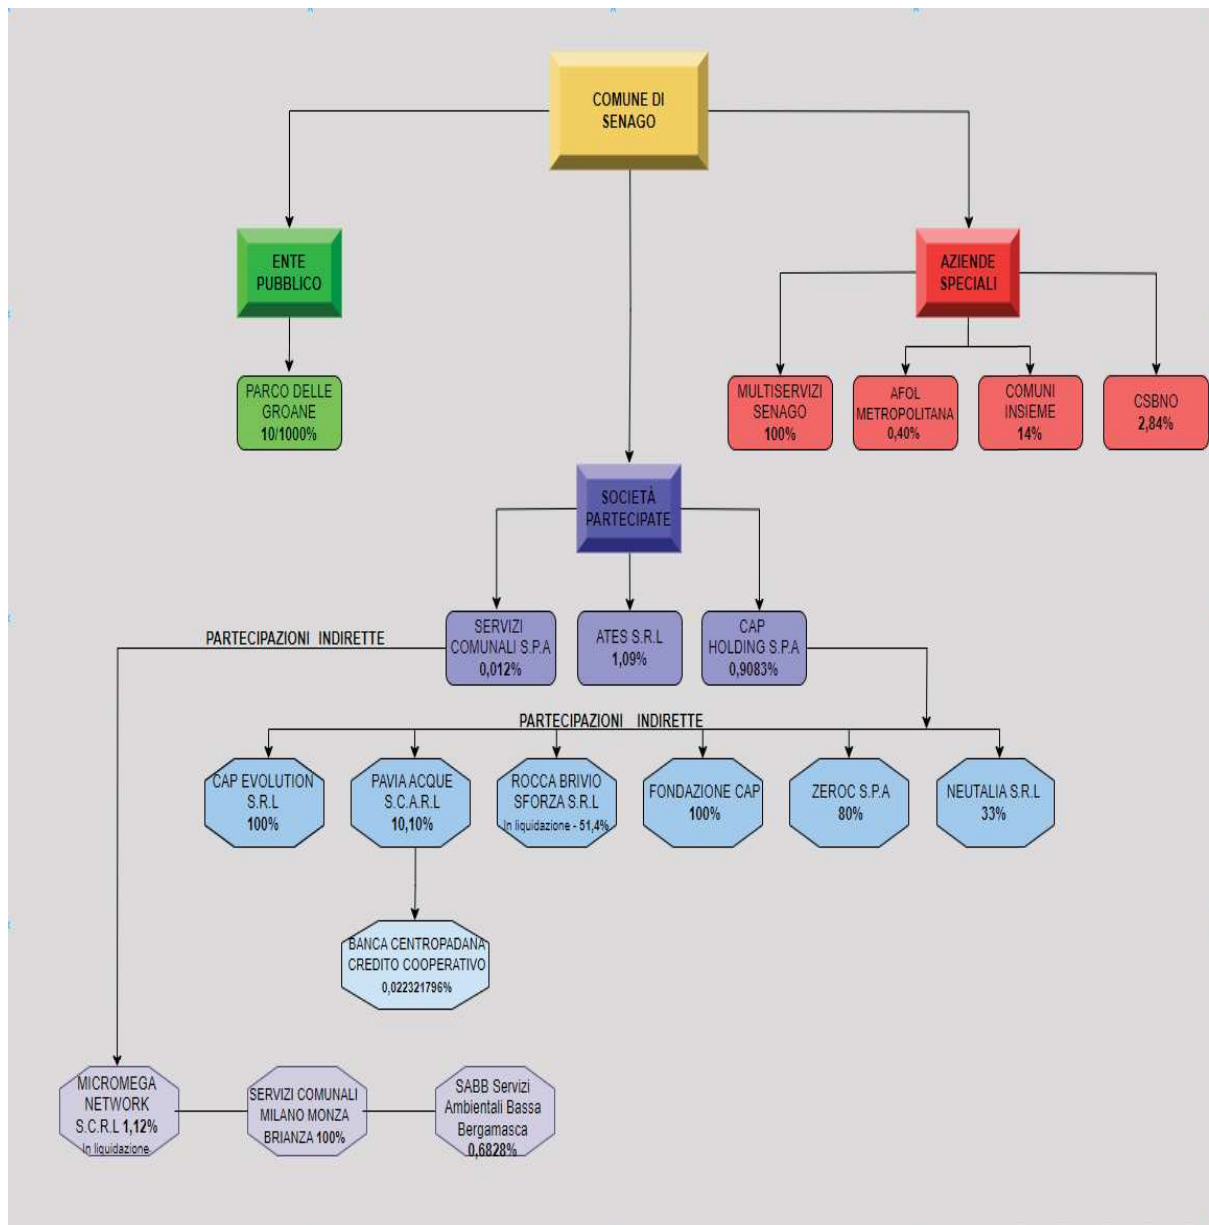 COMUNE DI
SENAGO
ENTE
PUBBLICO
AZIENDE
SPECIALI
PARCO DELLE
GROANE
10/1000%
MULTISERVIZI
SENAGO
100%
AFOL
METROPOLITANA
0,40%
COMUNI
INSIEME
14%
CSBNO
2,84%
SOCIETÀ
PARTECIPATE
PARTECIPAZIONI INDIRETTE
SERVIZI
COMUNALI S.P.A
0,012%
ATES S.R.L
1,09%
CAP
HOLDING S.P.A
0,9083%
PARTECIPAZIONI INDIRETTE
CAP EVOLUTION
S.R.L
100%
PAVIA ACQUE
S.C.A.R.L
10,10%
ROCCA BRIVIO
SFORZA S.R.L
In liquidazione - 51,4%
FONDAZIONE CAP
100%
ZEROC S.P.A
80%
NEUTALIA S.R.L
33%
BANCA CENTROPADANA
CREDITO COOPERATIVO
0,022321796%
MICROMEGA
NETWORK
S.C.R.L 1,12%
In liquidazione
SERVIZI COMUNALI
MILANO MONZA
BRIANZA 100%
SABB Servizi
Ambientali Bassa
Bergamasca
0,6828%